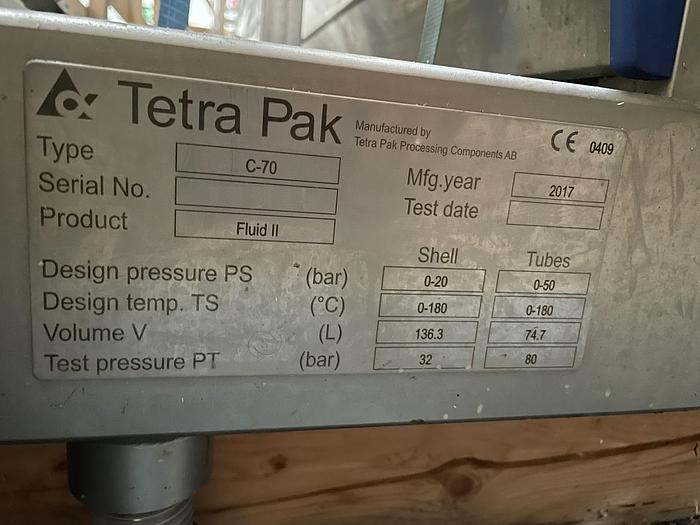 Tetra Pak
Manufactured by
Tetra Pak Processing Components AB
CE 0409
Type C-70
Serial No.
Product Fluid II
Mfg.year 2017
Test date
Shell Tubes
Design pressure PS (bar) 0-20 0-50
Design temp. TS (°C) 0-180 0-180
Volume V (L) 136.3 74.7
Test pressure PT (bar) 32 80